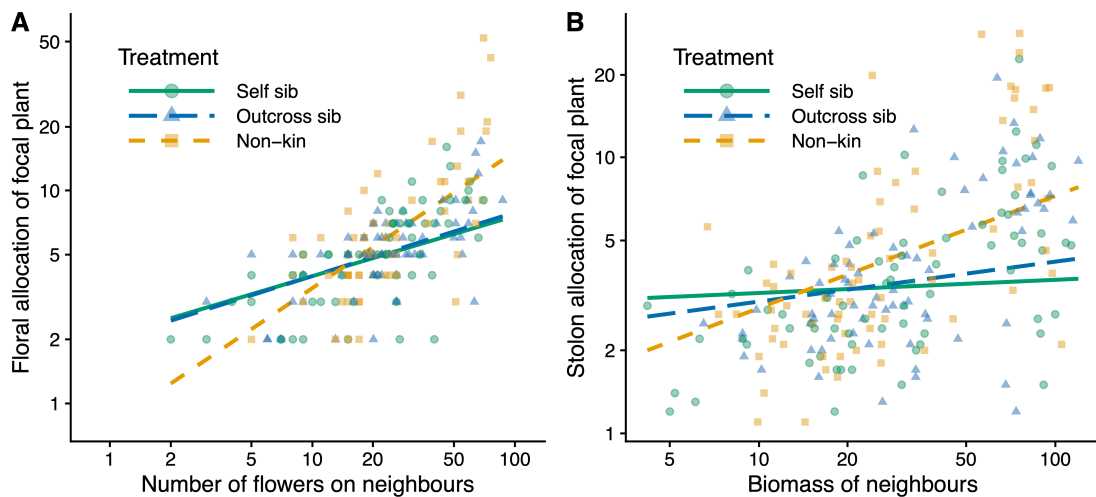 A
Treatment
Self sib
Outcross sib
Non−kin
Floral allocation of focal plant
50
20
10
5
2
1
1
2
5
10
20
50
100
Number of flowers on neighbours
B
Treatment
Self sib
Outcross sib
Non−kin
Stolon allocation of focal plant
20
10
5
2
1
5
10
20
50
100
Biomass of neighbours